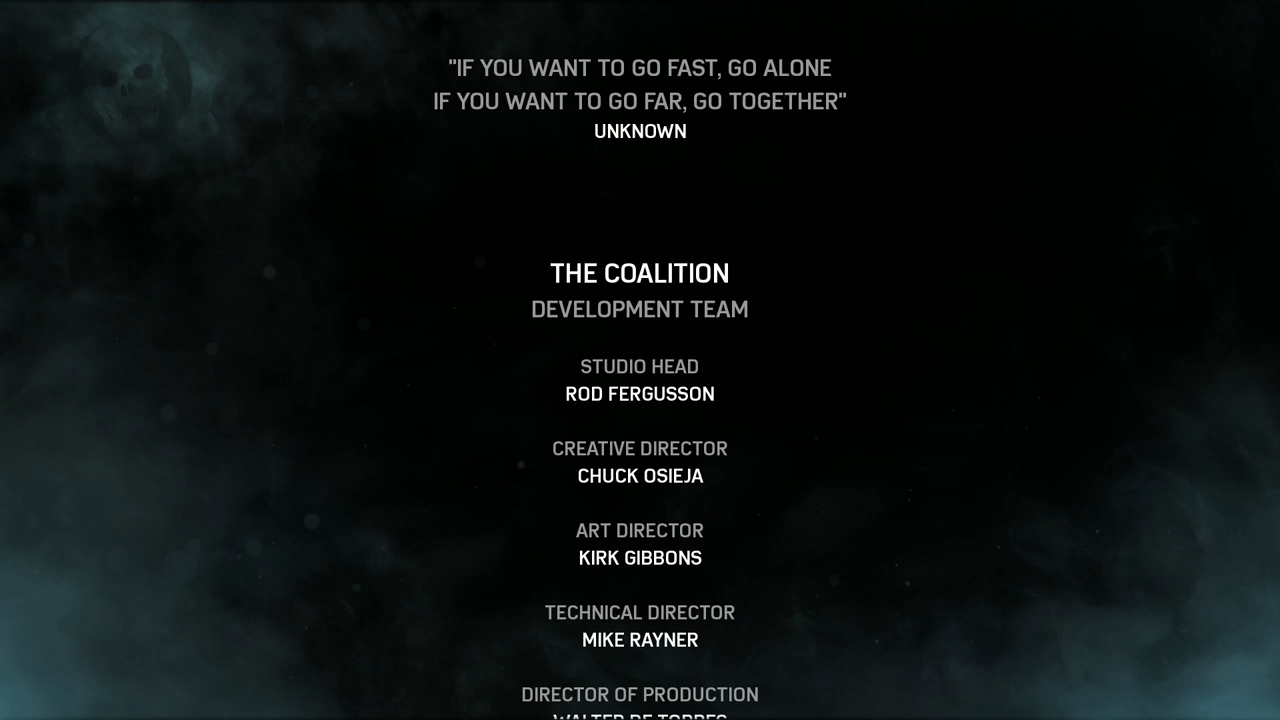 "IF YOU WANT TO GO FAST, GO ALONE
IF YOU WANT TO GO FAR, GO TOGETHER"
UNKNOWN
THE COALITION
DEVELOPMENT TEAM
STUDIO HEAD
ROD FERGUSSON
CREATIVE DIRECTOR
CHUCK OSIEJA
ART DIRECTOR
KIRK GIBBONS
TECHNICAL DIRECTOR
MIKE RAYNER
DIRECTOR OF PRODUCTION